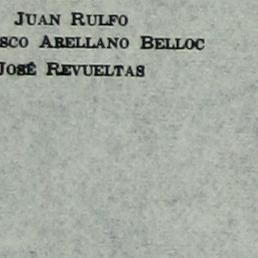 JUAN RULFO
SCO ARELLANO BELLOC
JOSÉ REVUELTAS